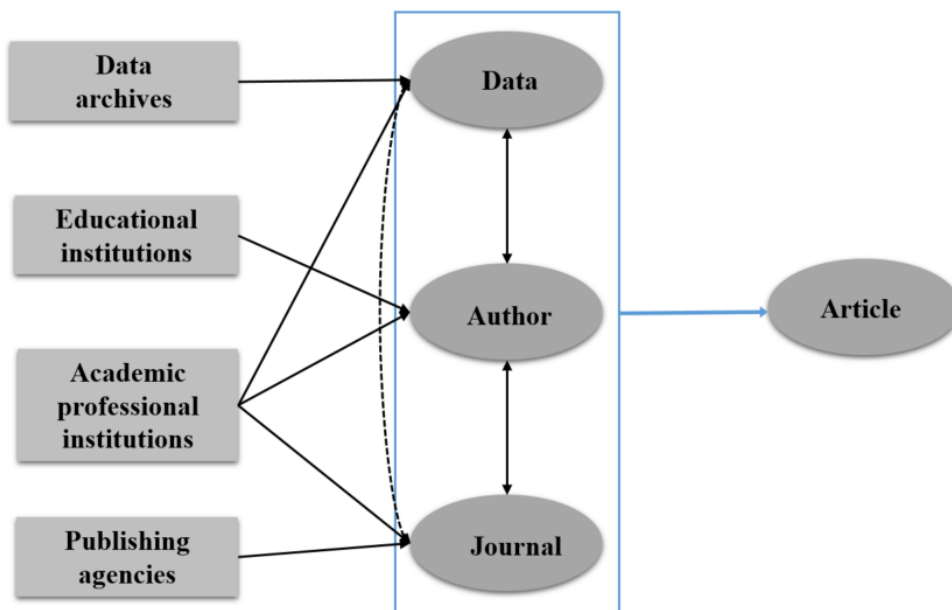 Data
archives
Educational
institutions
Academic
professional
institutions
Publishing
agencies
Data
Author
Journal
Article